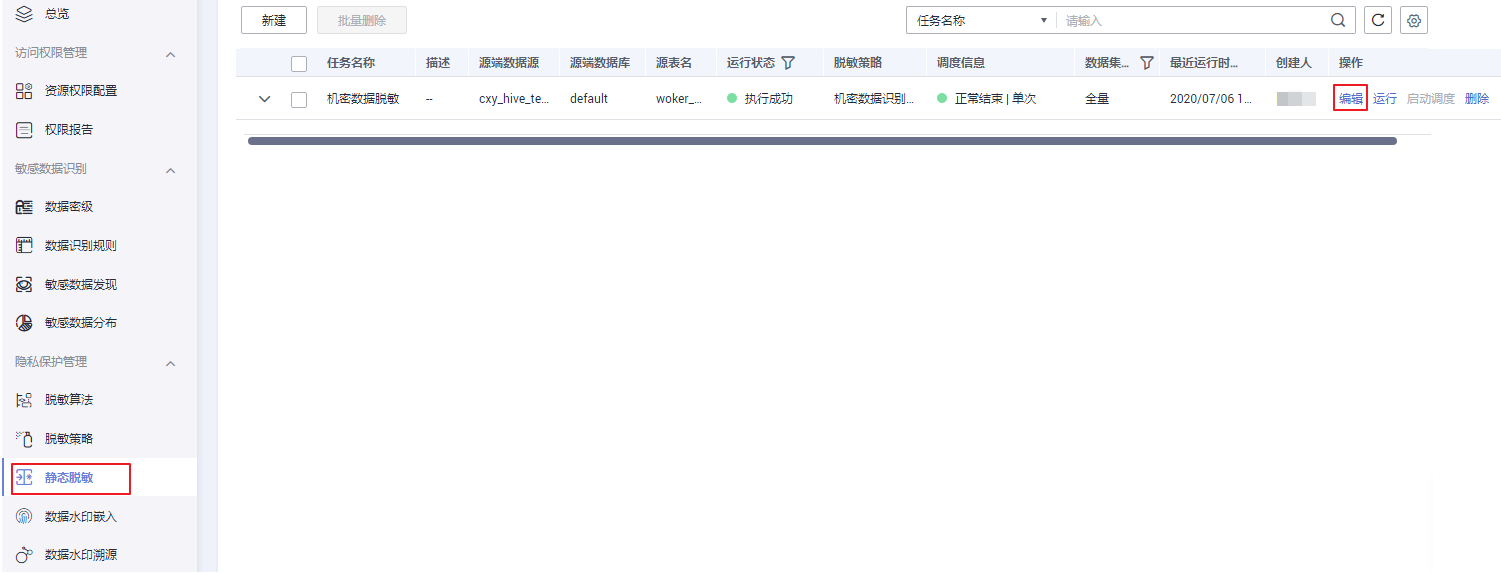 总览
访问权限管理
资源权限配置
权限报告
敏感数据识别
数据密级
数据识别规则
敏感数据发现
敏感数据分布
隐私保护管理
脱敏算法
脱敏策略
静态脱敏
数据水印嵌入
数据水印溯源
新建 批量删除 任务名称 请输入
任务名称 描述 源端数据源 源端数据库 源表名 运行状态 脱敏策略 调度信息 数据集... 最近运行时... 创建人 操作
机密数据脱敏 -- cxy_hive_te... default woker_... 执行成功 机密数据识别... 正常结束 | 单次 全量 2020/07/06 1... 编辑 运行 启动调度 删除